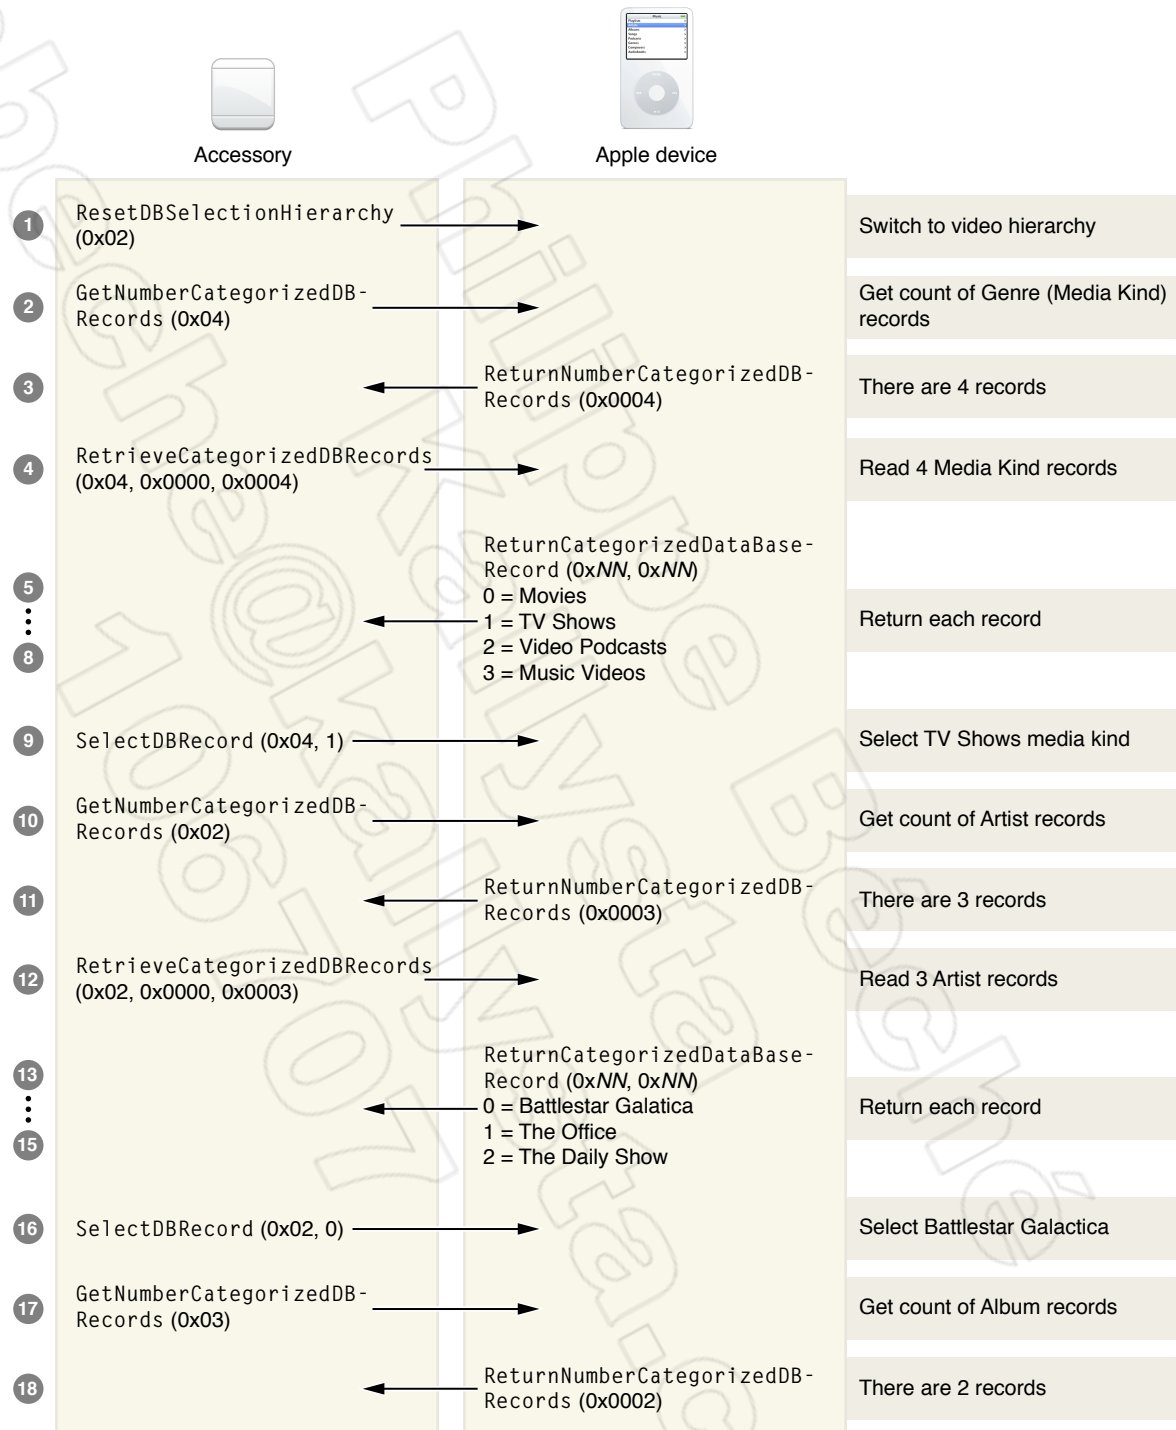 Accessory
Apple device
1
ResetDBSelectionHierarchy
(0x02)
Switch to video hierarchy
2
GetNumberCategorizedDB-
Records (0x04)
Get count of Genre (Media Kind)
records
3
ReturnNumberCategorizedDB-
Records (0x0004)
There are 4 records
4
RetrieveCategorizedDBRecords
(0x04, 0x0000, 0x0004)
Read 4 Media Kind records
5
8
ReturnCategorizedDataBase-
Record (0xNN, 0xNN)
0 = Movies
1 = TV Shows
2 = Video Podcasts
3 = Music Videos
Return each record
9
SelectDBRecord (0x04, 1)
Select TV Shows media kind
10
GetNumberCategorizedDB-
Records (0x02)
Get count of Artist records
11
ReturnNumberCategorizedDB-
Records (0x0003)
There are 3 records
12
RetrieveCategorizedDBRecords
(0x02, 0x0000, 0x0003)
Read 3 Artist records
13
15
ReturnCategorizedDataBase-
Record (0xNN, 0xNN)
0 = Battlestar Galatica
1 = The Office
2 = The Daily Show
Return each record
16
SelectDBRecord (0x02, 0)
Select Battlestar Galactica
17
GetNumberCategorizedDB-
Records (0x03)
Get count of Album records
18
ReturnNumberCategorizedDB-
Records (0x0002)
There are 2 records
Philippe Béché
Kallysta
106707